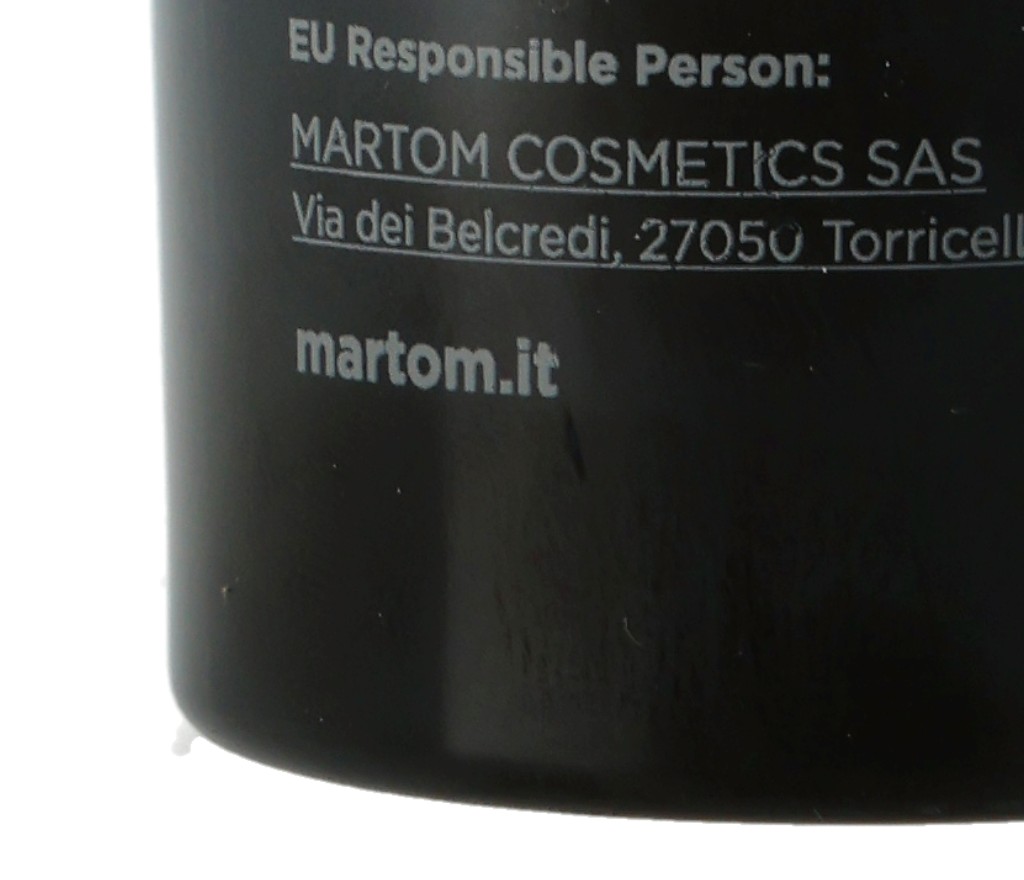 EU Responsible Person:
MARTOM COSMETICS SAS
Via dei Belcredi, 27050
martom.it